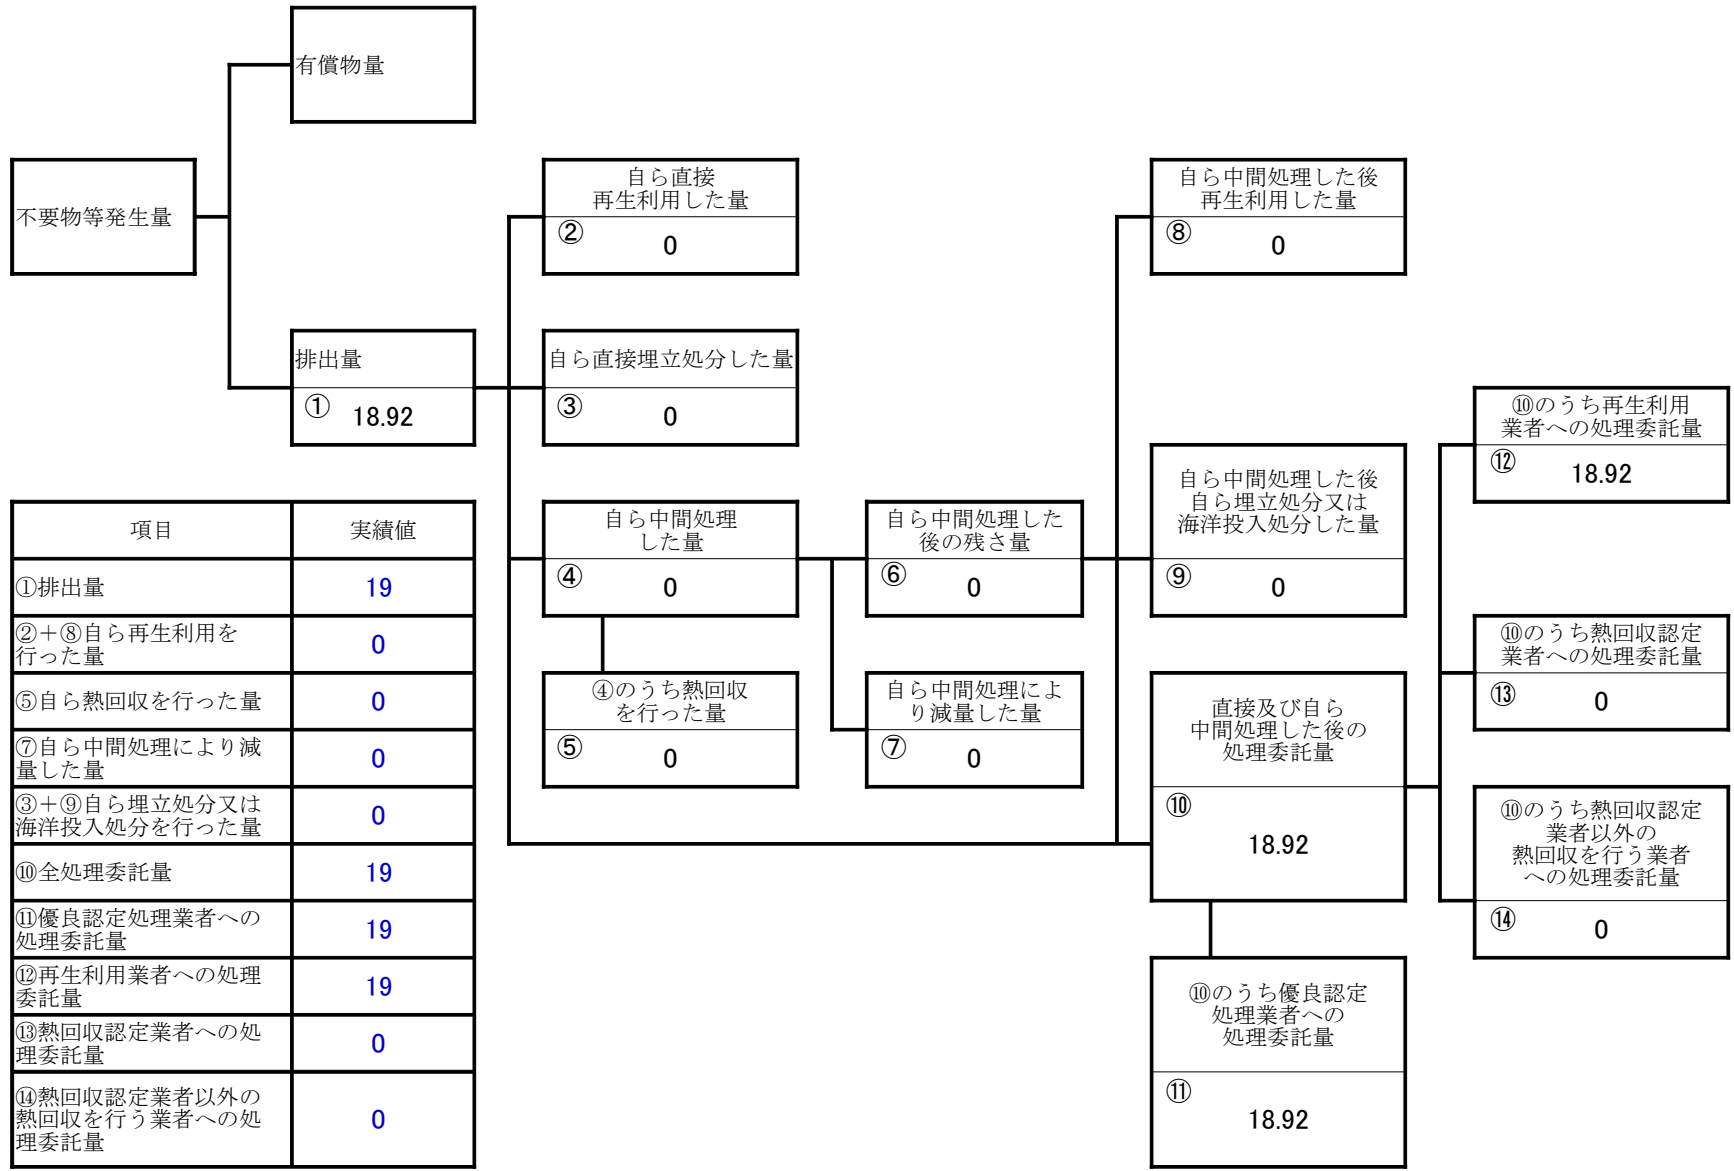 有償物量
不要物等発生量
排出量
①
18.92
自ら直接
再生利用した量
②
0
自ら直接埋立処分した量
③
0
自ら中間処理
した量
④
0
④のうち熱回収
を行った量
⑤
0
自ら中間処理した
後の残さ量
⑥
0
自ら中間処理によ
り減量した量
⑦
0
自ら中間処理した後
再生利用した量
⑧
0
自ら中間処理した後
自ら埋立処分又は
海洋投入処分した量
⑨
0
直接及び自ら
中間処理した後の
処理委託量
⑩
18.92
⑩のうち優良認定
処理業者への
処理委託量
⑪
18.92
⑩のうち再生利用
業者への処理委託量
⑫
18.92
⑩のうち熱回収認定
業者への処理委託量
⑬
0
⑩のうち熱回収認定
業者以外の
熱回収を行う業者
への処理委託量
⑭
0
項目 実績値
①排出量 19
②＋⑧自ら再生利用を
行った量 0
⑤自ら熱回収を行った量 0
⑦自ら中間処理により減
量した量 0
③＋⑨自ら埋立処分又は
海洋投入処分を行った量 0
⑩全処理委託量 19
⑪優良認定処理業者への
処理委託量 19
⑫再生利用業者への処理
委託量 19
⑬熱回収認定業者への処
理委託量 0
⑭熱回収認定業者以外の
熱回収を行う業者への処
理委託量 0